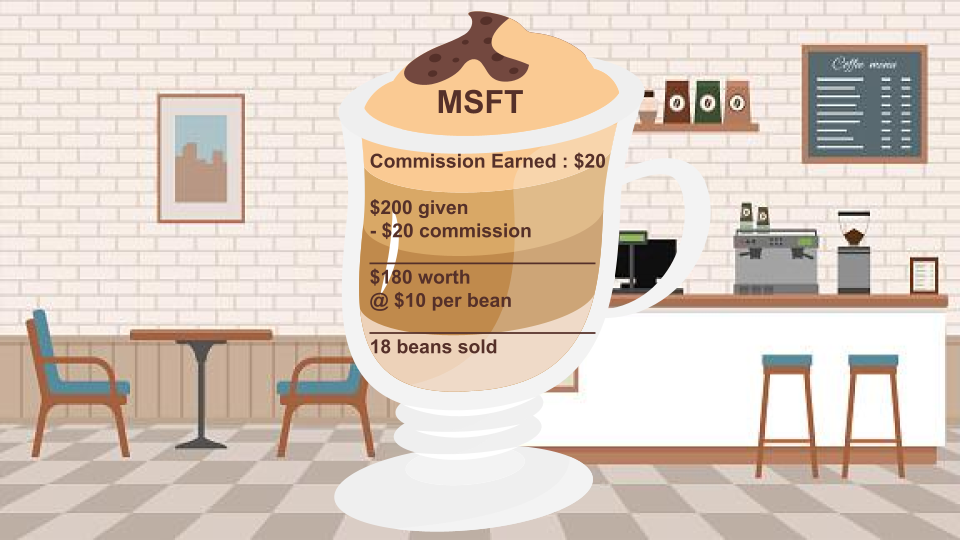 MSFT
Coffee menu
Commission Earned : $20
$200 given
- $20 commission
$180 worth
@ $10 per bean
18 beans sold